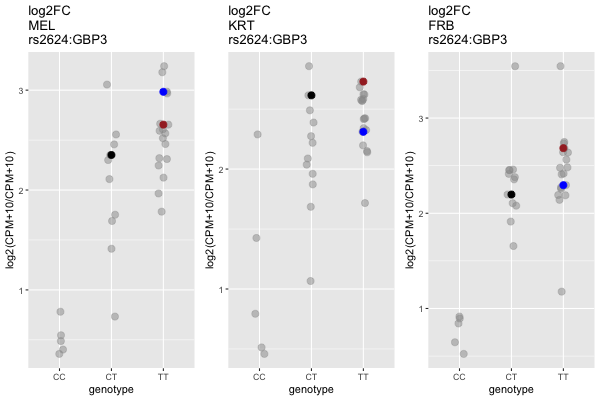 log2FC
MEL
rs2624:GBP3
log2(CPM+10/CPM+10)
3
2
1
CC
CT
TT
genotype
log2FC
KRT
rs2624:GBP3
log2(CPM+10/CPM+10)
2
1
CC
CT
TT
genotype
log2FC
FRB
rs2624:GBP3
log2(CPM+10/CPM+10)
3
2
1
CC
CT
TT
genotype